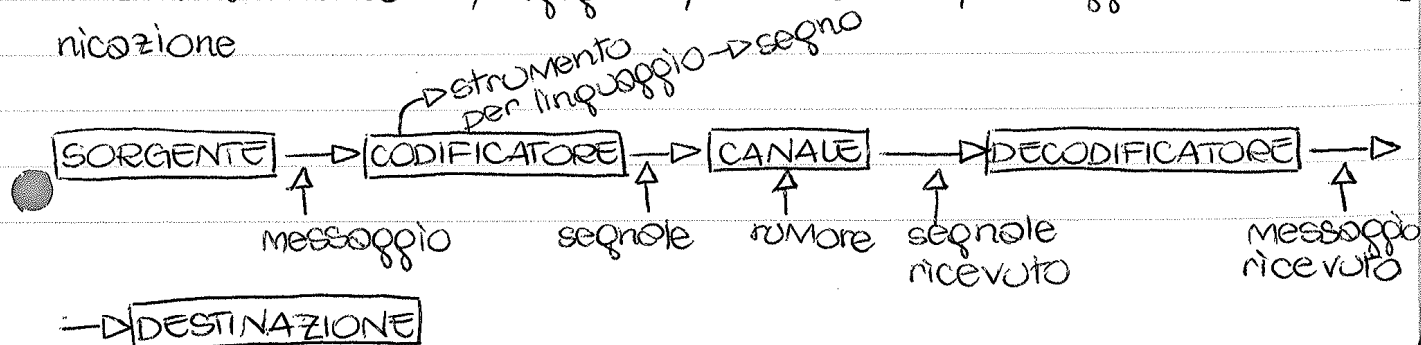 nicazione
strumento
per linguaggio → segno
SORGENTE → CODIFICATORE → CANALE → DECODIFICATORE →
messaggio segnale rumore segnale ricevuto messaggio ricevuto
→ DESTINAZIONE